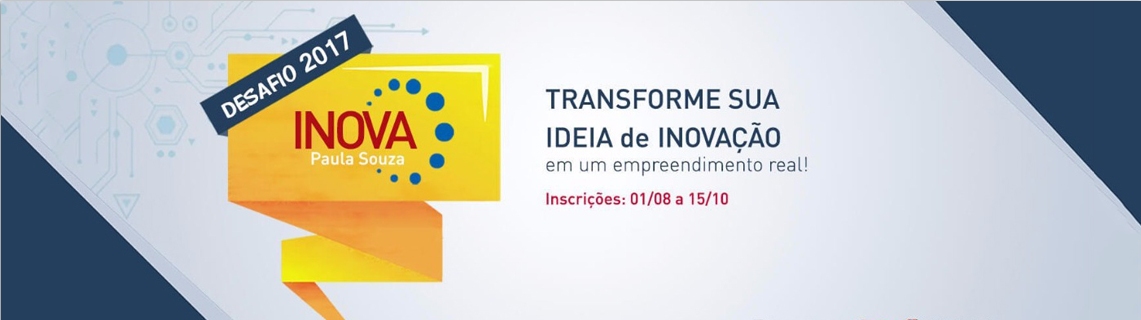 DESAFIO 2017
INOVA
Paula Souza
TRANSFORME SUA
IDEIA de INOVAÇÃO
em um empreendimento real!
Inscrições: 01/08 a 15/10